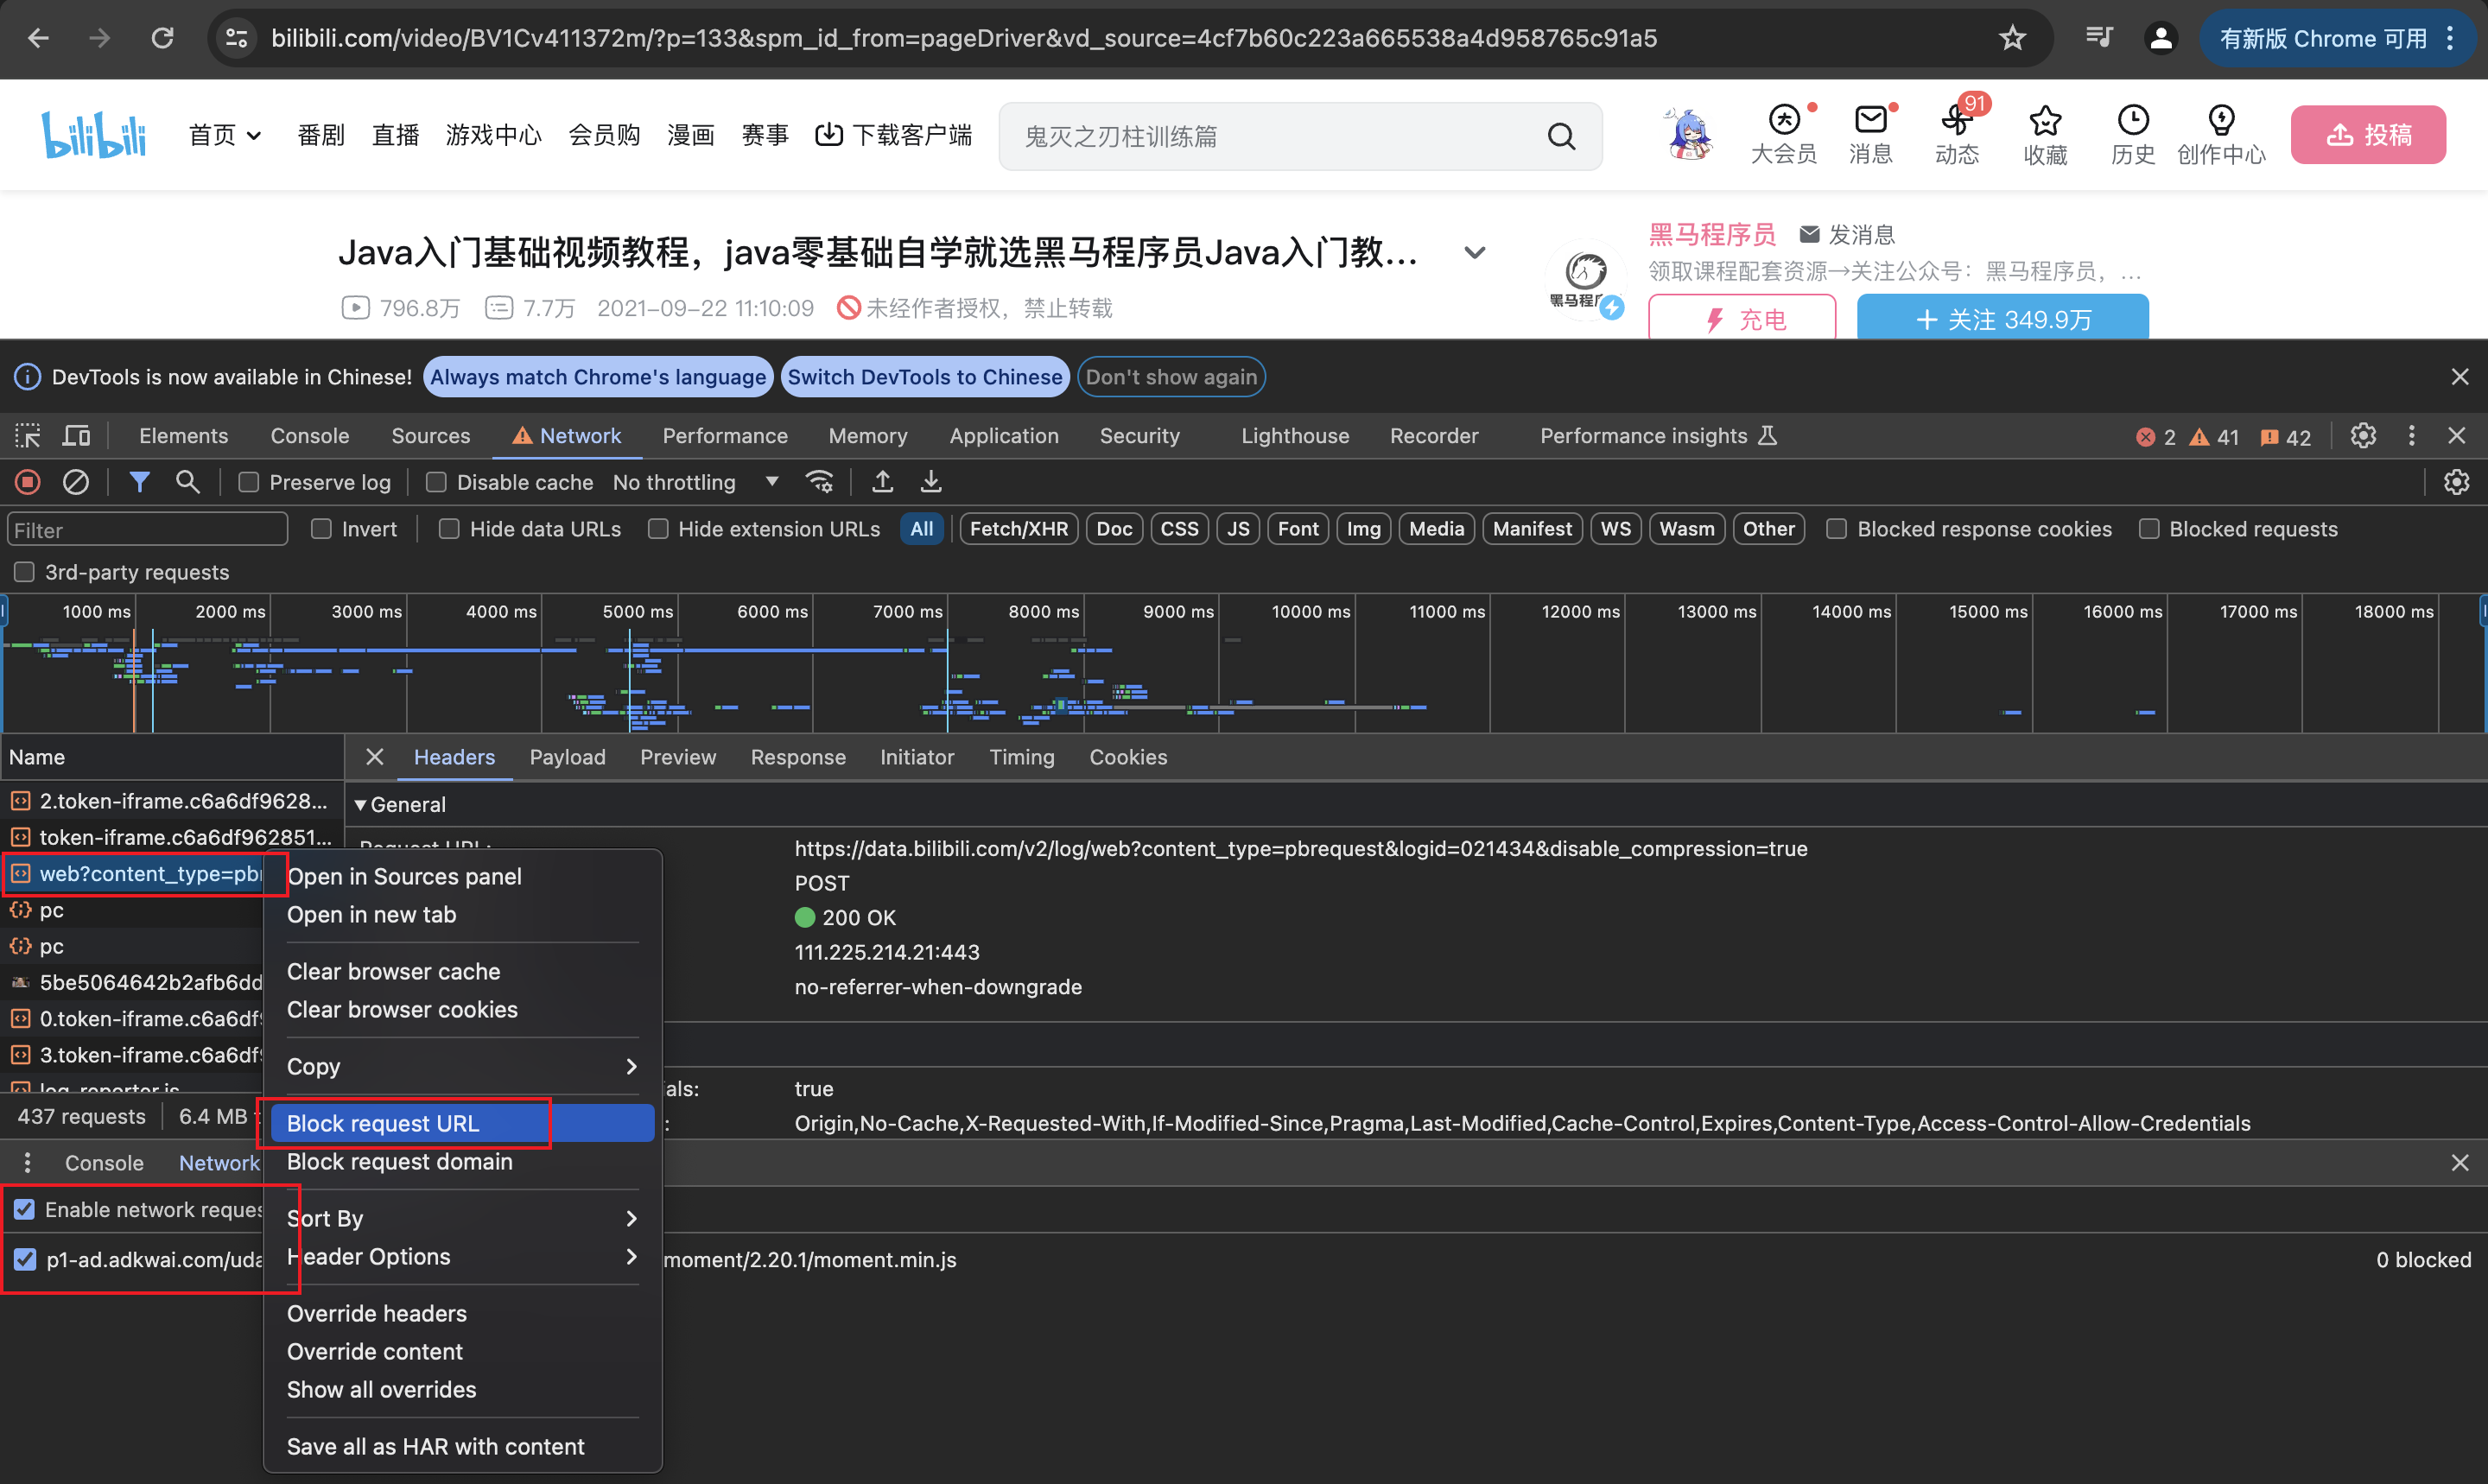 bilibili.com/video/BV1Cv411372m/?p=133&spm_id_from=pageDriver&vd_source=4cf7b60c223a665538a4d958765c91a5
有新版 Chrome 可用
bilibili
首页 番剧 直播 游戏中心 会员购 漫画 赛事 下载客户端
鬼灭之刃柱训练篇
大会员 消息 91 动态 收藏 历史 创作中心 投稿
Java入门基础视频教程，java零基础自学就选黑马程序员Java入门教...
796.8万 7.7万 2021-09-22 11:10:09 未经作者授权，禁止转载
黑马程序员 发消息
领取课程配套资源→关注公众号：黑马程序员，...
充电 + 关注 349.9万
DevTools is now available in Chinese! Always match Chrome's language Switch DevTools to Chinese Don't show again
Elements Console Sources Network Performance Memory Application Security Lighthouse Recorder Performance insights 2 41 42
Preserve log Disable cache No throttling
Filter Invert Hide data URLs Hide extension URLs All Fetch/XHR Doc CSS JS Font Img Media Manifest WS Wasm Other Blocked response cookies Blocked requests
3rd-party requests
1000 ms 2000 ms 3000 ms 4000 ms 5000 ms 6000 ms 7000 ms 8000 ms 9000 ms 10000 ms 11000 ms 12000 ms 13000 ms 14000 ms 15000 ms 16000 ms 17000 ms 18000 ms
Name
Headers Payload Preview Response Initiator Timing Cookies
2.token-iframe.c6a6df9628...
token-iframe.c6a6df962851...
web?content_type=pb
pc
pc
5be5064642b2afb6dd
0.token-iframe.c6a6df
3.token-iframe.c6a6df
log_reporter.js
437 requests 6.4 MB
General
https://data.bilibili.com/v2/log/web?content_type=pbrequest&logid=021434&disable_compression=true
POST
200 OK
111.225.214.21:443
no-referrer-when-downgrade
als: true
: Origin,No-Cache,X-Requested-With,If-Modified-Since,Pragma,Last-Modified,Cache-Control,Expires,Content-Type,Access-Control-Allow-Credentials
Open in Sources panel
Open in new tab
Clear browser cache
Clear browser cookies
Copy
Block request URL
Block request domain
Sort By
Header Options
Override headers
Override content
Show all overrides
Save all as HAR with content
Console Network
Enable network reques
p1-ad.adkwai.com/uda moment/2.20.1/moment.min.js 0 blocked